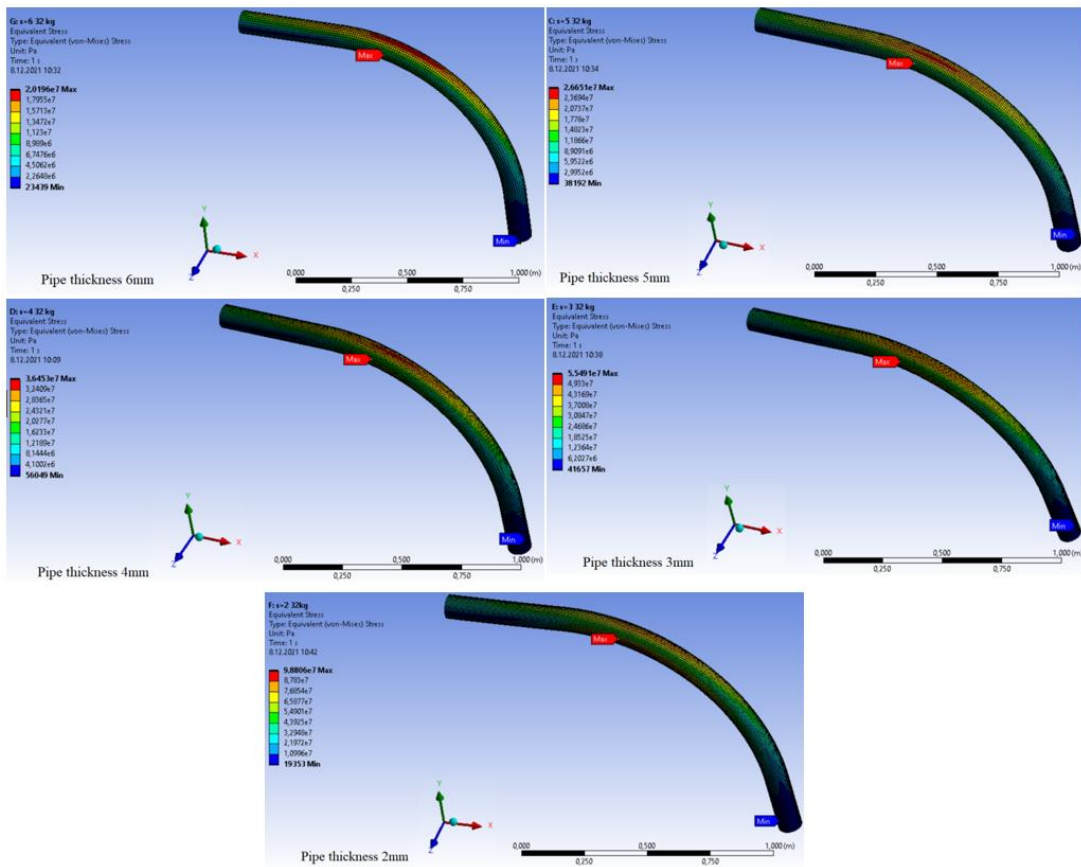 G: s=6 32 kg
Equivalent Stress
Type: Equivalent (von-Mises) Stress
Unit: Pa
Time: 1 s
8.12.2021 10:32
2,0196e7 Max
1,7955e7
1,5713e7
1,3472e7
1,123e7
8,989e6
6,7476e6
4,5062e6
2,2648e6
23439 Min
Max
Min
Y
X
Z
0,000
0,500
1,000 (m)
0,250
0,750
Pipe thickness 6mm
C: s=5 32 kg
Equivalent Stress
Type: Equivalent (von-Mises) Stress
Unit: Pa
Time: 1 s
8.12.2021 10:34
2,6651e7 Max
2,3694e7
2,0737e7
1,778e7
1,4823e7
1,1866e7
8,9091e6
5,9522e6
2,9952e6
38192 Min
Max
Min
Y
X
Z
0,000
0,500
1,000 (m)
0,250
0,750
Pipe thickness 5mm
D: s=4 32 kg
Equivalent Stress
Type: Equivalent (von-Mises) Stress
Unit: Pa
Time: 1 s
8.12.2021 10:09
3,6453e7 Max
3,2409e7
2,8365e7
2,4321e7
2,0277e7
1,6233e7
1,2189e7
8,1444e6
4,1002e6
56049 Min
Max
Min
Y
X
Z
0,000
0,500
1,000 (m)
0,250
0,750
Pipe thickness 4mm
E: s=3 32 kg
Equivalent Stress
Type: Equivalent (von-Mises) Stress
Unit: Pa
Time: 1 s
8.12.2021 10:38
5,5491e7 Max
4,933e7
4,3169e7
3,7008e7
3,0847e7
2,4686e7
1,8525e7
1,2364e7
6,2027e6
41657 Min
Max
Min
Y
X
Z
0,000
0,500
1,000 (m)
0,250
0,750
Pipe thickness 3mm
F: s=2 32kg
Equivalent Stress
Type: Equivalent (von-Mises) Stress
Unit: Pa
Time: 1 s
8.12.2021 10:42
9,8806e7 Max
8,783e7
7,6854e7
6,5877e7
5,4901e7
4,3925e7
3,2948e7
2,1972e7
1,0996e7
19353 Min
Max
Min
Y
X
Z
0,000
0,500
1,000 (m)
0,250
0,750
Pipe thickness 2mm